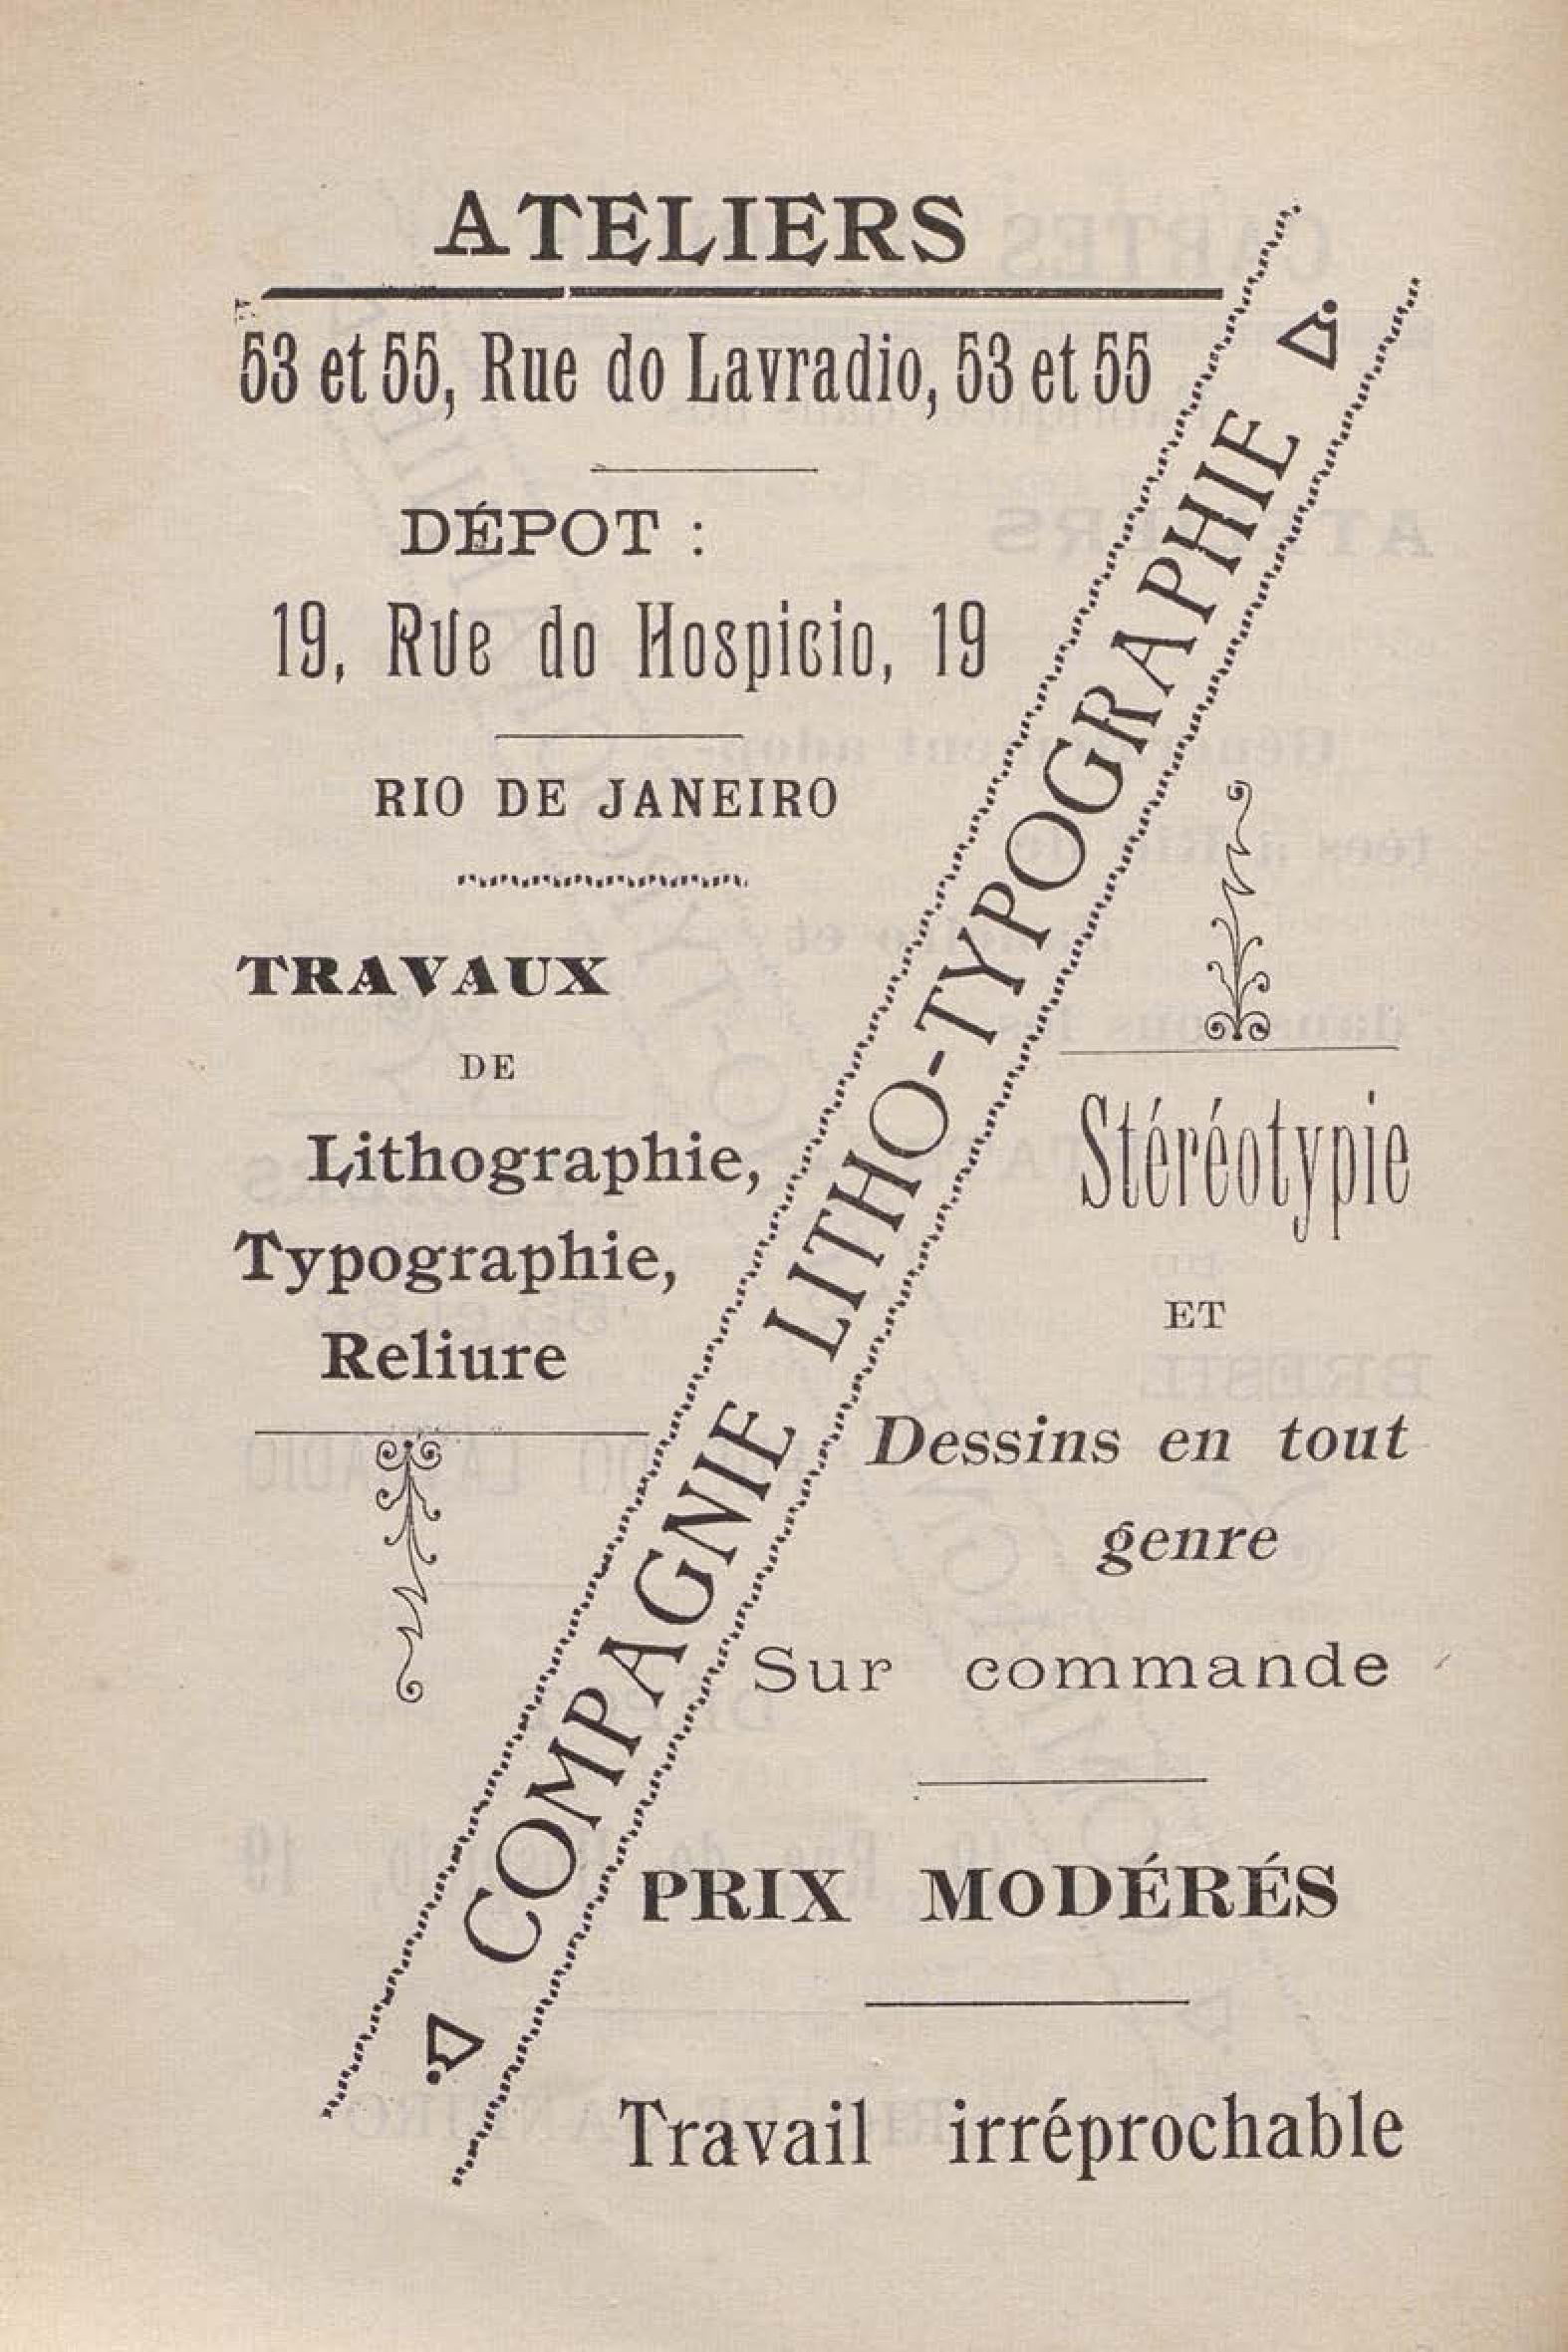 ATELIERS
53 et 55, Rue do Lavradio, 53 et 55
DÉPOT :
19, Rue do Hospicio, 19
RIO DE JANEIRO
COMPAGNIE LITHO-TYPOGRAPHIE
TRAVAUX
DE
Lithographie,
Typographie,
Reliure
Stéréotypie
ET
Dessins en tout
genre
Sur commande
PRIX MODÉRÉS
Travail irréprochable